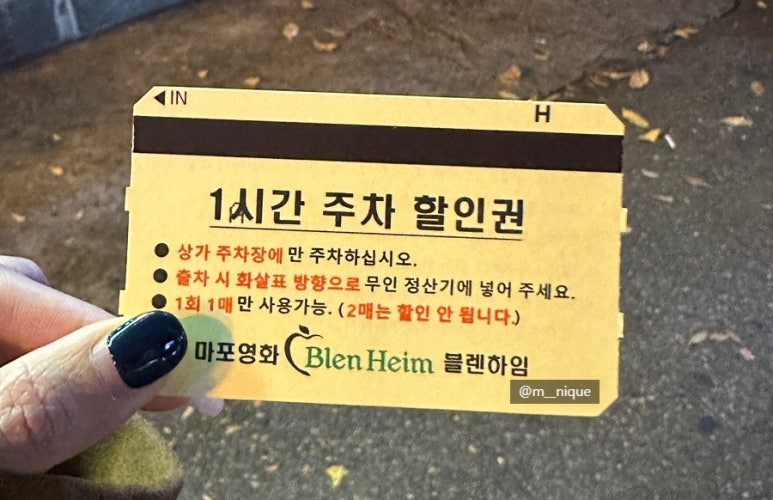 ◀IN H
1시간 주차 할인권
● 상가 주차장에만 주차하십시오.
● 출차 시 화살표 방향으로 무인 정산기에 넣어 주세요.
● 1회 1매만 사용가능. (2매는 할인 안 됩니다.)
마포영화 Blen Heim 블렌하임
@m__nique